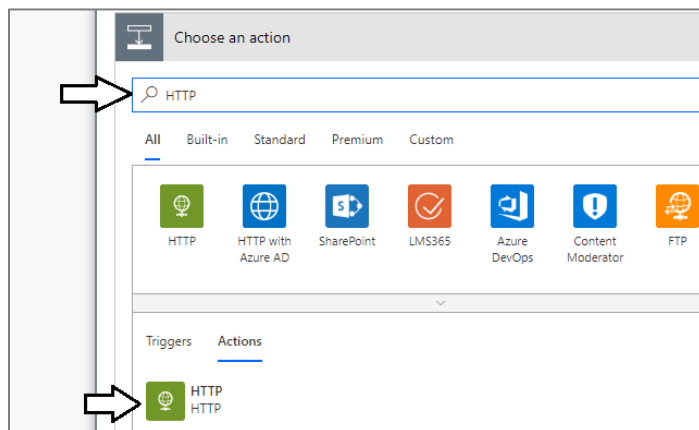 Choose an action
HTTP
All Built-in Standard Premium Custom
HTTP HTTP with Azure AD SharePoint LMS365 Azure DevOps Content Moderator FTP
Triggers Actions
HTTP
HTTP